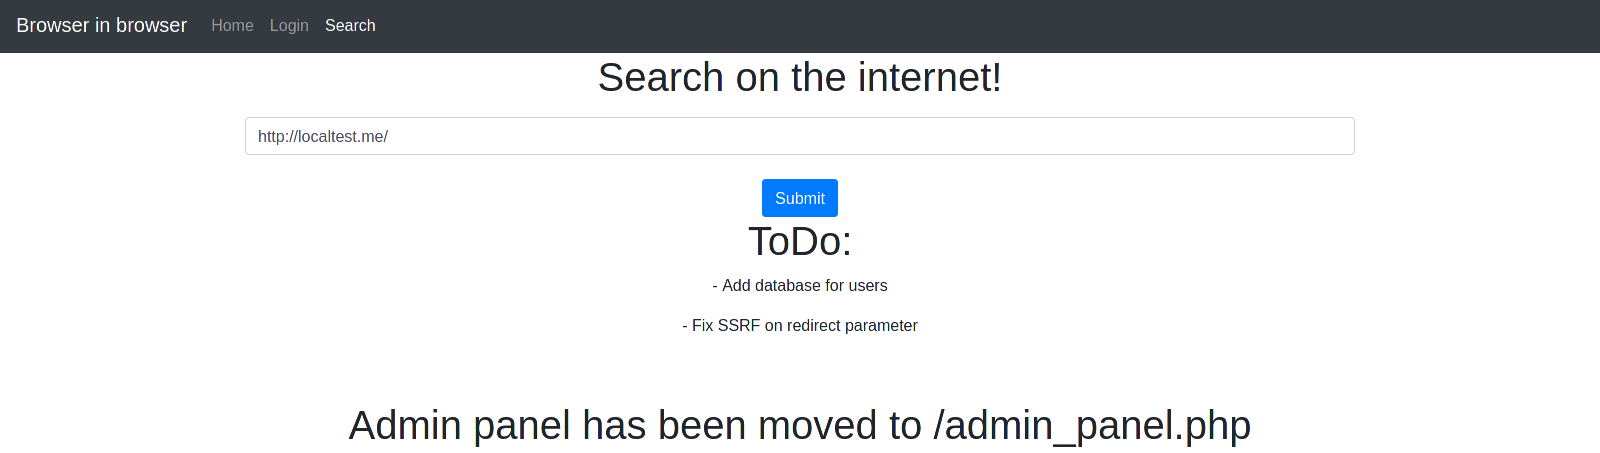 Browser in browser Home Login Search
Search on the internet!
http://localtest.me/
Submit
ToDo:
- Add database for users
- Fix SSRF on redirect parameter
Admin panel has been moved to /admin_panel.php